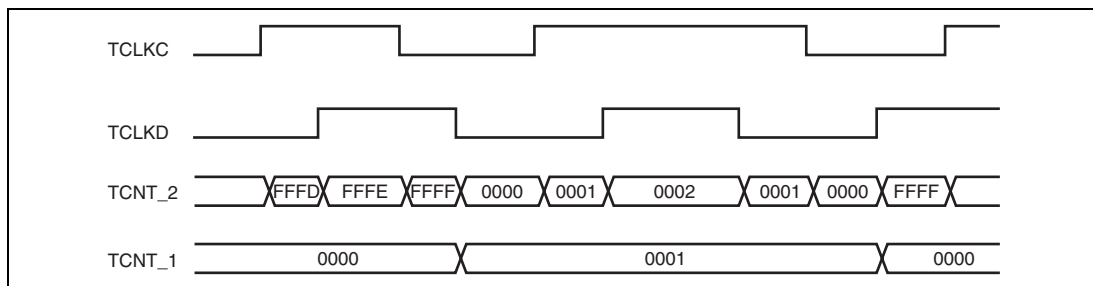 TCLKC
TCLKD
TCNT_2 FFFD FFFE FFFF 0000 0001 0002 0001 0000 FFFF
TCNT_1 0000 0001 0000